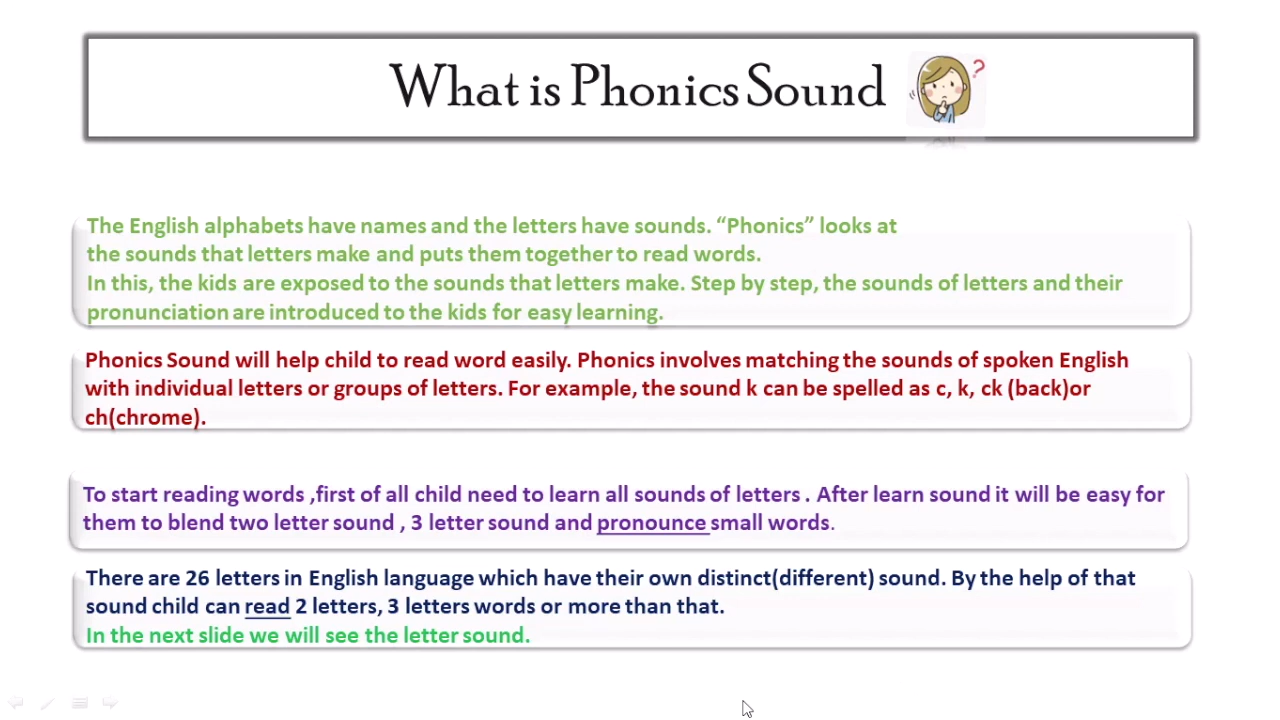 What is Phonics Sound
?
The English alphabets have names and the letters have sounds. “Phonics” looks at
the sounds that letters make and puts them together to read words.
In this, the kids are exposed to the sounds that letters make. Step by step, the sounds of letters and their
pronunciation are introduced to the kids for easy learning.
Phonics Sound will help child to read word easily. Phonics involves matching the sounds of spoken English
with individual letters or groups of letters. For example, the sound k can be spelled as c, k, ck (back)or
ch(chrome).
To start reading words ,first of all child need to learn all sounds of letters . After learn sound it will be easy for
them to blend two letter sound , 3 letter sound and pronounce small words.
There are 26 letters in English language which have their own distinct(different) sound. By the help of that
sound child can read 2 letters, 3 letters words or more than that.
In the next slide we will see the letter sound.